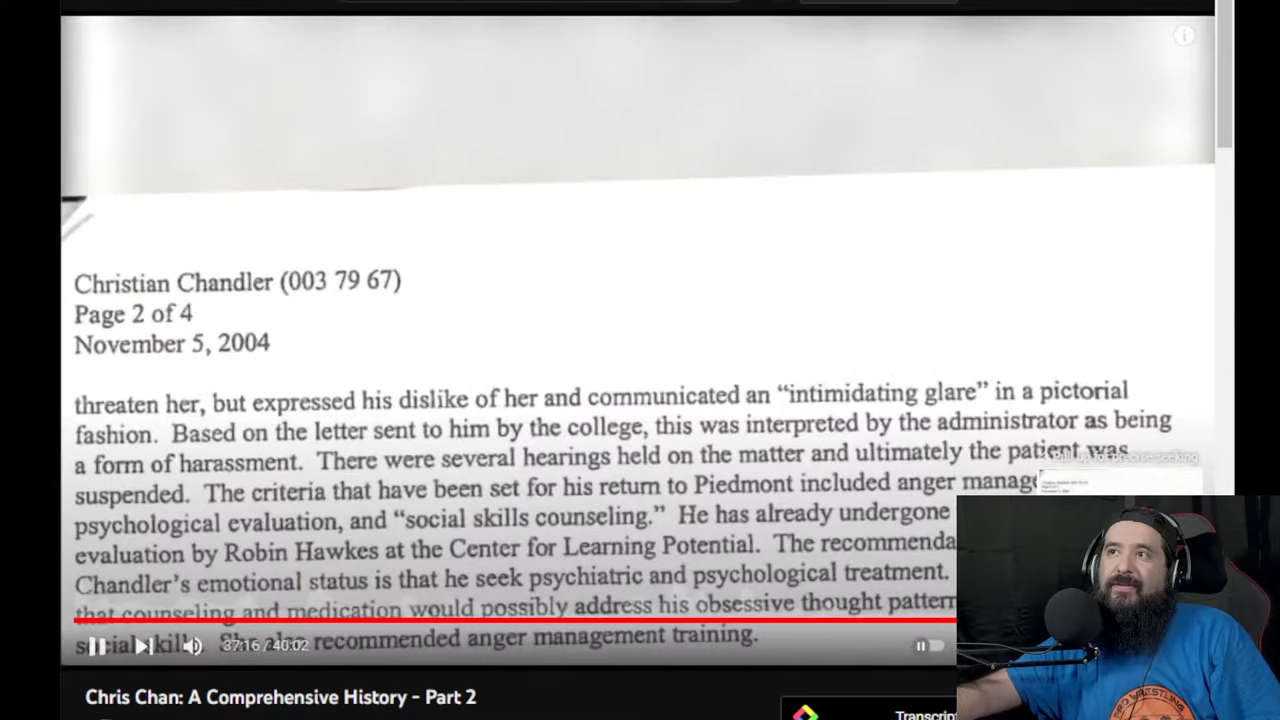 Christian Chandler (003 79 67)
Page 2 of 4
November 5, 2004
threaten her, but expressed his dislike of her and communicated an “intimidating glare” in a pictorial
fashion. Based on the letter sent to him by the college, this was interpreted by the administrator as being
a form of harassment. There were several hearings held on the matter and ultimately the patient was
suspended. The criteria that have been set for his return to Piedmont included anger
psychological evaluation, and “social skills counseling.” He has already undergone
evaluation by Robin Hawkes at the Center for Learning Potential. The
Chandler’s emotional status is that he seek psychiatric and psychological treatment.
that counseling and medication would possibly address his obsessive thought
recommended anger management training.
37:16 / 40:02
Chris Chan: A Comprehensive History - Part 2